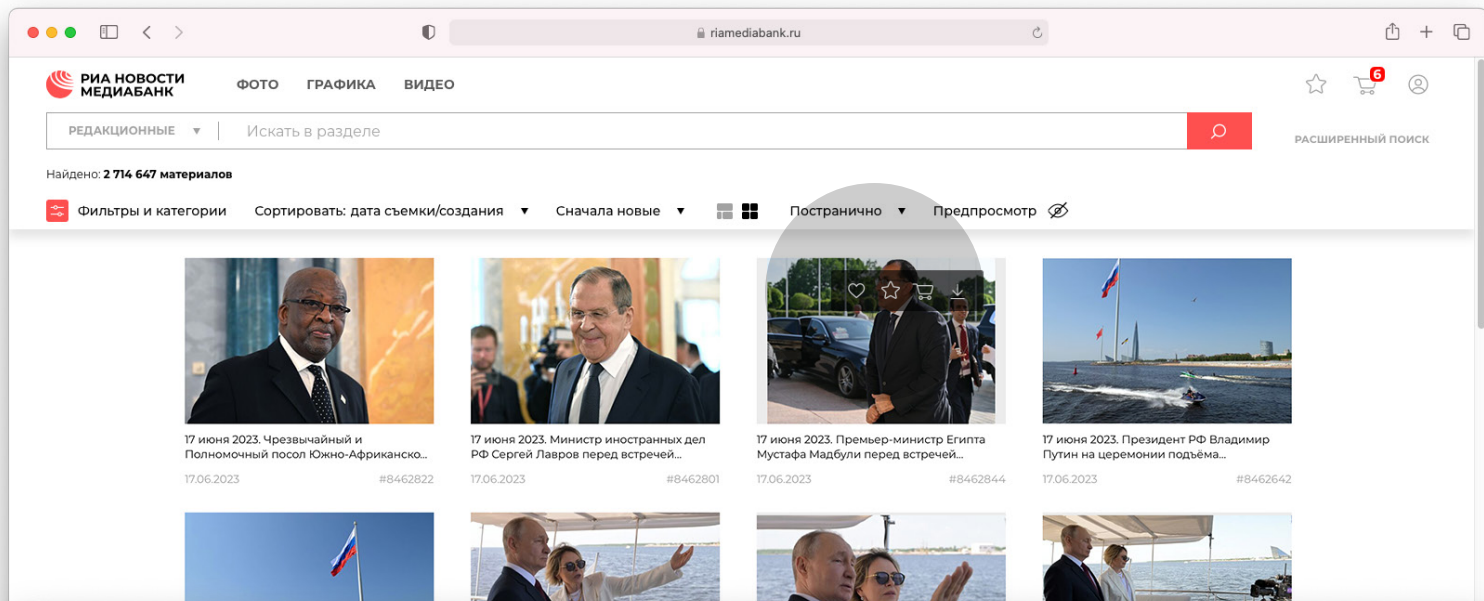 riamediabank.ru
РИА НОВОСТИ
МЕДИАБАНК
ФОТО ГРАФИКА ВИДЕО
6
РЕДАКЦИОННЫЕ Искать в разделе
РАСШИРЕННЫЙ ПОИСК
Найдено: 2 714 647 материалов
Фильтры и категории Сортировать: дата съемки/создания Сначала новые Постранично Предпросмотр
17 июня 2023. Чрезвычайный и
Полномочный посол Южно-Африканско...
17.06.2023 #8462822
17 июня 2023. Министр иностранных дел
РФ Сергей Лавров перед встречей...
17.06.2023 #8462801
17 июня 2023. Премьер-министр Египта
Мустафа Мадбули перед встречей...
17.06.2023 #8462844
17 июня 2023. Президент РФ Владимир
Путин на церемонии подъёма...
17.06.2023 #8462642